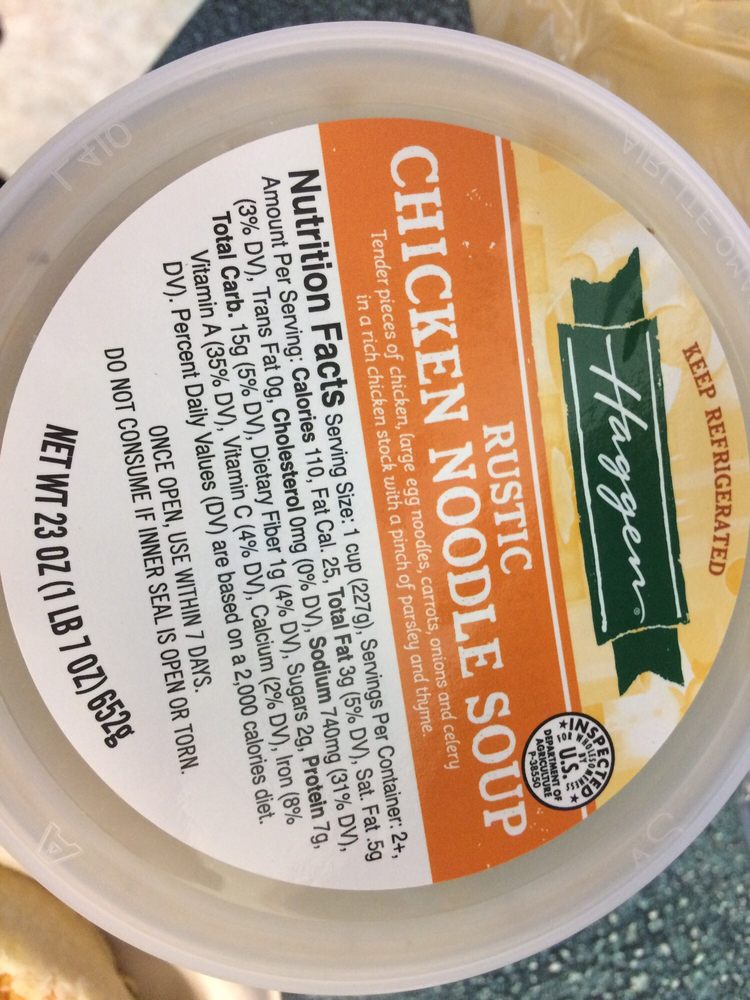 KEEP REFRIGERATED
Haggen®
RUSTIC
CHICKEN NOODLE SOUP
Tender pieces of chicken, large egg noodles, carrots, onions and celery
in a rich chicken stock with a pinch of parsley and thyme.
INSPECTED
FOR WHOLESOMENESS
BY
U.S.
DEPARTMENT OF
AGRICULTURE
P-38550
Nutrition Facts Serving Size: 1 cup (227g), Servings Per Container: 2+,
Amount Per Serving: Calories 110, Fat Cal. 25, Total Fat 3g (5% DV), Sat. Fat .5g
(3% DV), Trans Fat 0g, Cholesterol 0mg (0% DV), Sodium 740mg (31% DV),
Total Carb. 15g (5% DV), Dietary Fiber 1g (4% DV), Sugars 2g, Protein 7g,
Vitamin A (35% DV), Vitamin C (4% DV), Calcium (2% DV), Iron (8%
DV). Percent Daily Values (DV) are based on a 2,000 calories diet.
ONCE OPEN, USE WITHIN 7 DAYS.
DO NOT CONSUME IF INNER SEAL IS OPEN OR TORN.
NET WT 23 OZ (1 LB 7 OZ) 652g
L410
A